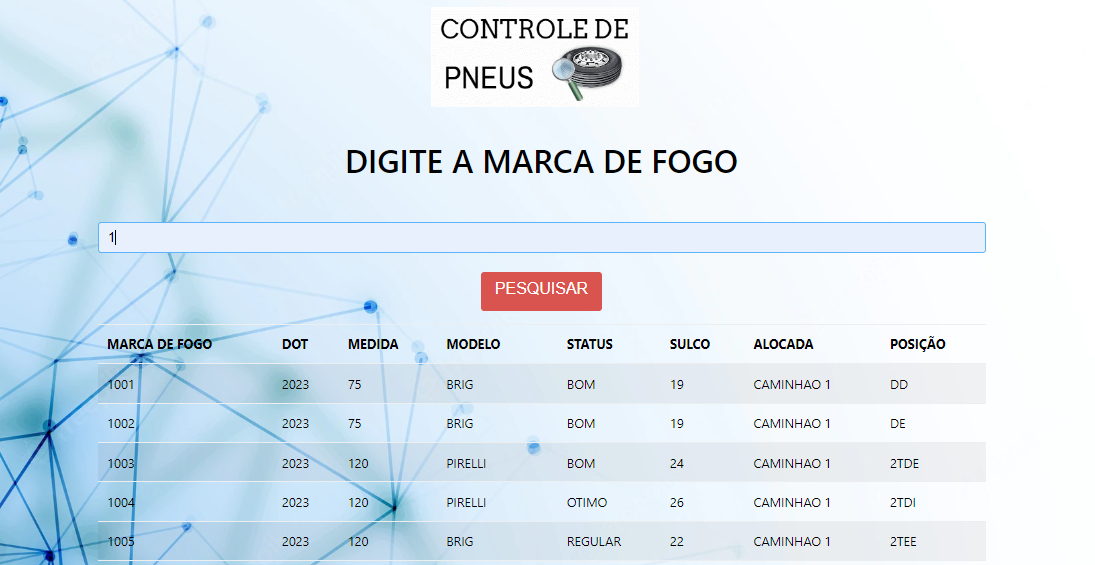 CONTROLE DE
PNEUS
DIGITE A MARCA DE FOGO
1
PESQUISAR
MARCA DE FOGO DOT MEDIDA MODELO STATUS SULCO ALOCADA POSIÇÃO
1001 2023 75 BRIG BOM 19 CAMINHAO 1 DD
1002 2023 75 BRIG BOM 19 CAMINHAO 1 DE
1003 2023 120 PIRELLI BOM 24 CAMINHAO 1 2TDE
1004 2023 120 PIRELLI OTIMO 26 CAMINHAO 1 2TDI
1005 2023 120 BRIG REGULAR 22 CAMINHAO 1 2TEE